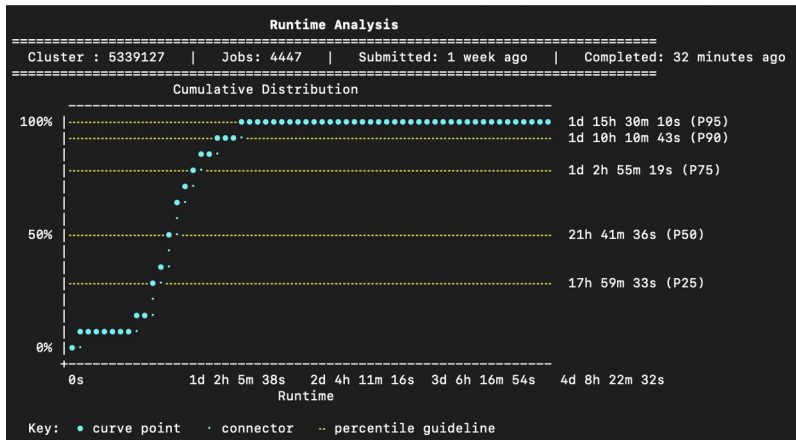 Runtime Analysis
Cluster : 5339127 | Jobs: 4447 | Submitted: 1 week ago | Completed: 32 minutes ago
Cumulative Distribution
100% 1d 15h 30m 10s (P95)
1d 10h 10m 43s (P90)
1d 2h 55m 19s (P75)
50% 21h 41m 36s (P50)
17h 59m 33s (P25)
0%
0s 1d 2h 5m 38s 2d 4h 11m 16s 3d 6h 16m 54s 4d 8h 22m 32s
Runtime
Key: curve point connector percentile guideline